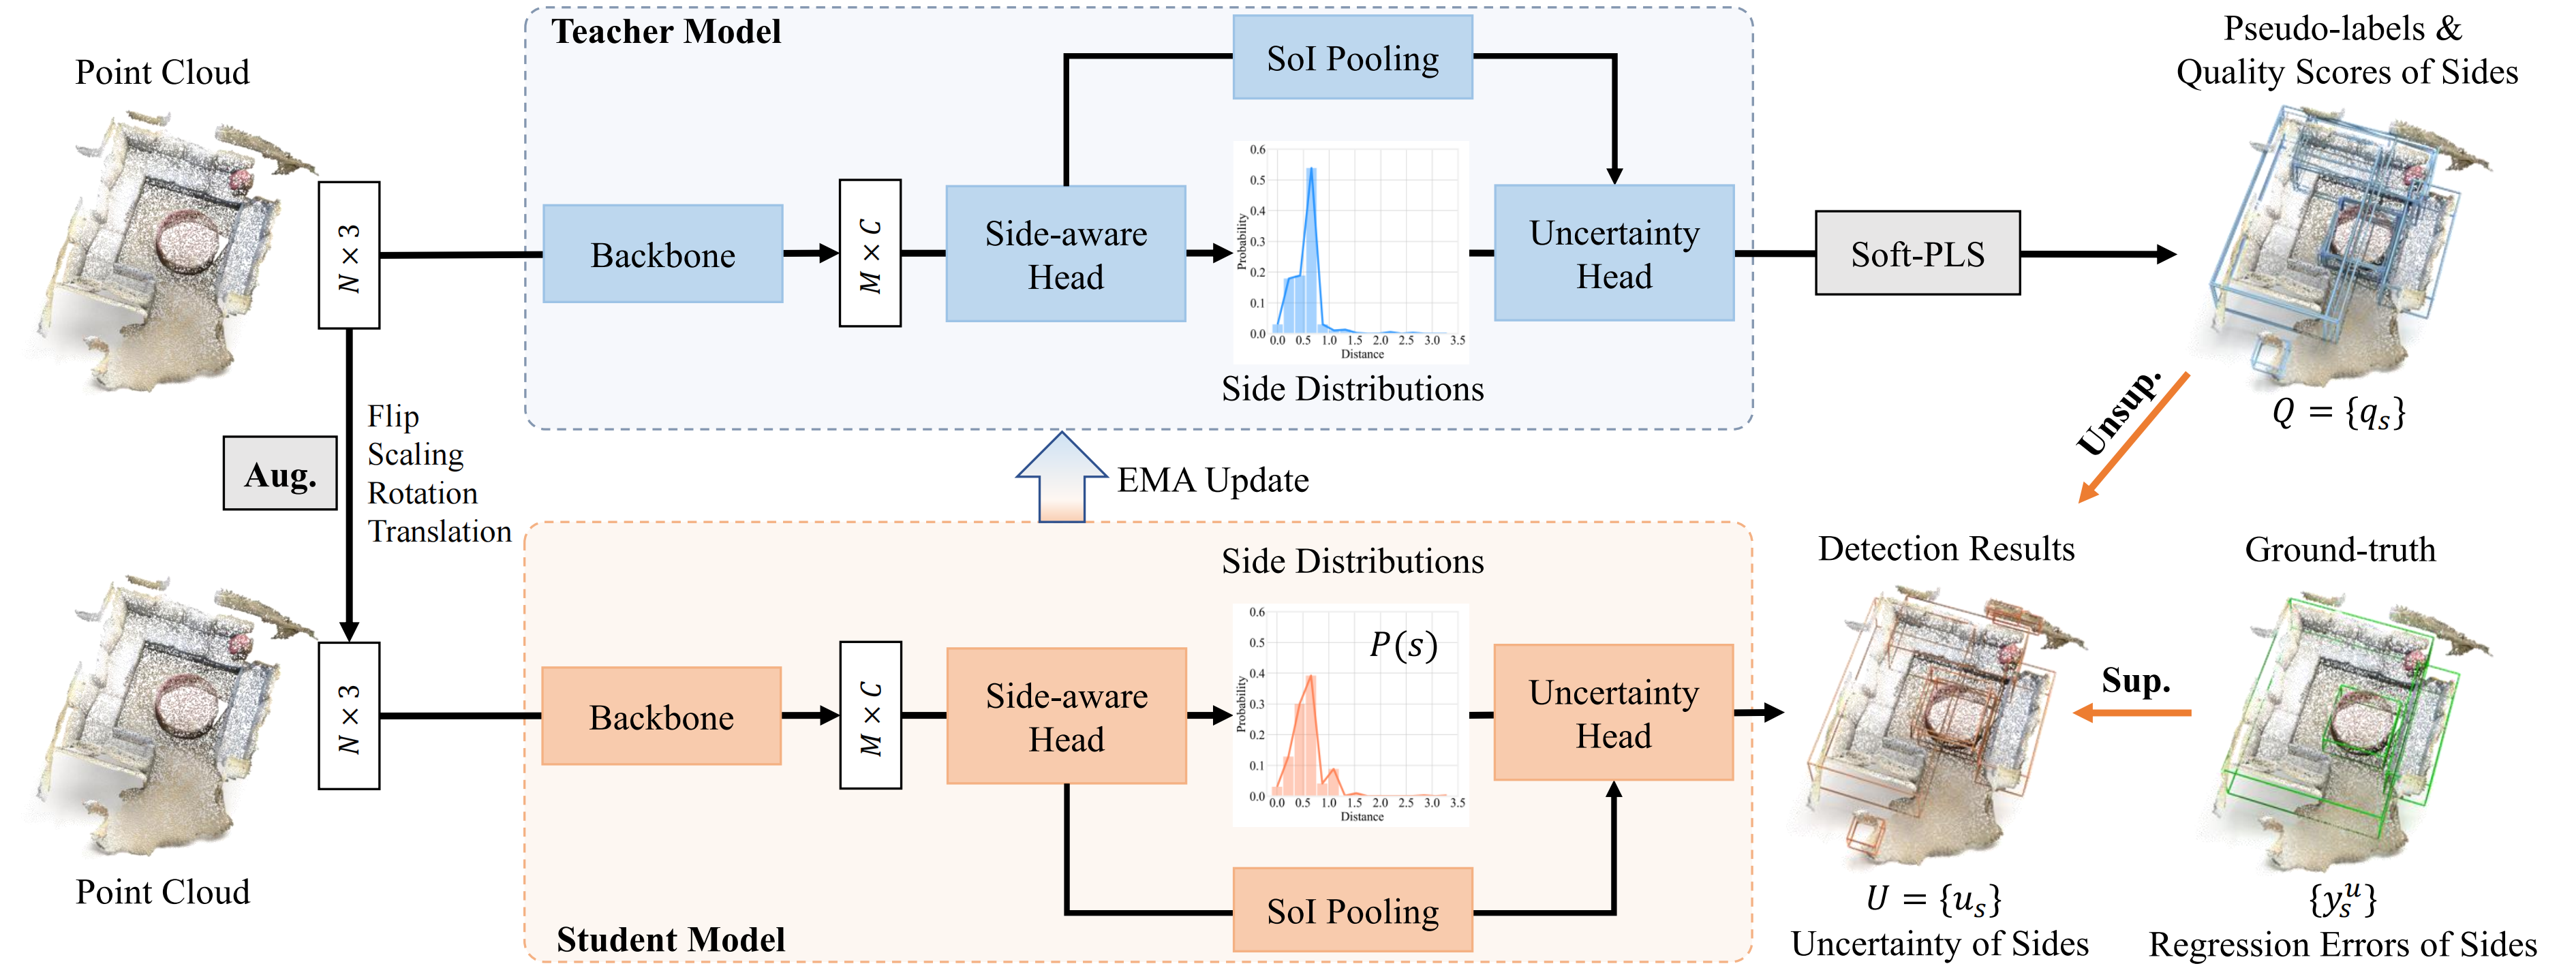 Teacher Model
Point Cloud
SoI Pooling
Pseudo-labels &
Quality Scores of Sides
N × 3
Backbone
M × C
Side-aware
Head
0.6
0.5
0.4
0.3
0.2
0.1
0.0
Probability
0.0 0.5 1.0 1.5 2.0 2.5 3.0 3.5
Distance
Side Distributions
Uncertainty
Head
Soft-PLS
Q = {q_s}
Unsup.
Aug.
Flip
Scaling
Rotation
Translation
EMA Update
Side Distributions
Detection Results
Ground-truth
N × 3
Backbone
M × C
Side-aware
Head
0.6
0.5
0.4
0.3
0.2
0.1
0.0
Probability
P(s)
0.0 0.5 1.0 1.5 2.0 2.5 3.0 3.5
Distance
Uncertainty
Head
Sup.
Point Cloud
SoI Pooling
Student Model
U = {u_s}
Uncertainty of Sides
{y_s^u}
Regression Errors of Sides